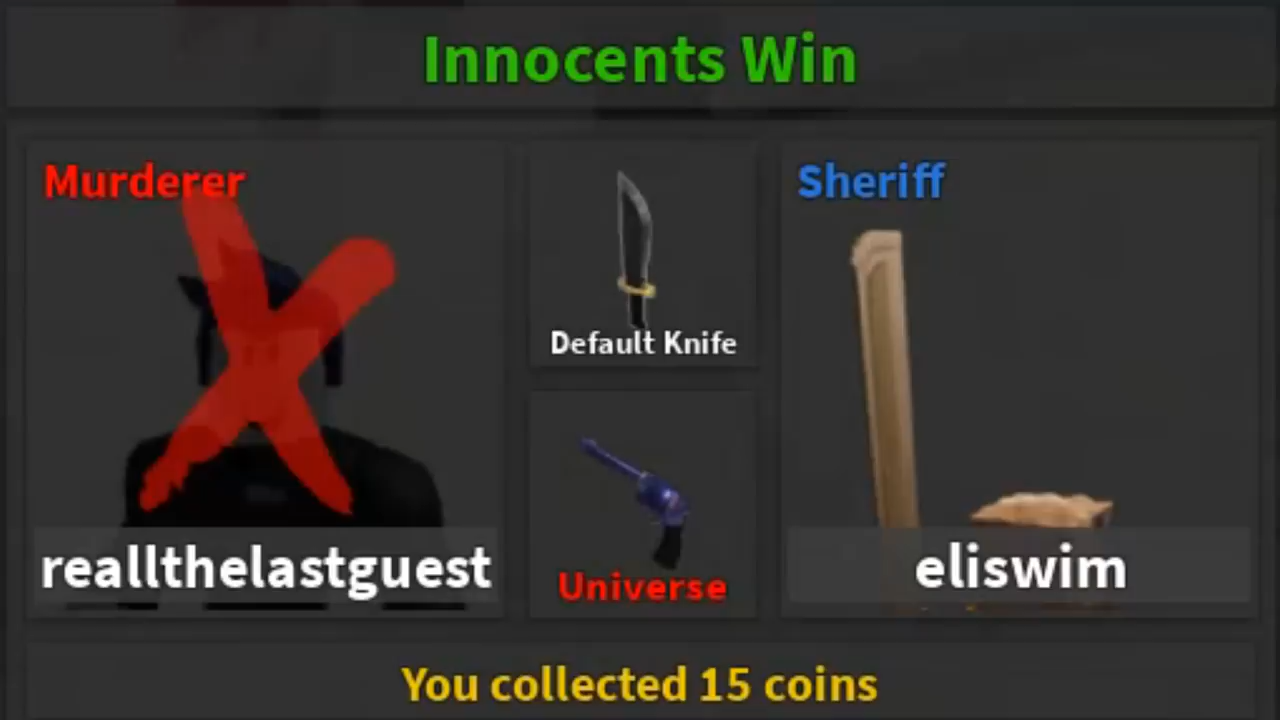 Innocents Win
Murderer
reallthelastguest
Default Knife
Universe
Sheriff
eliswim
You collected 15 coins